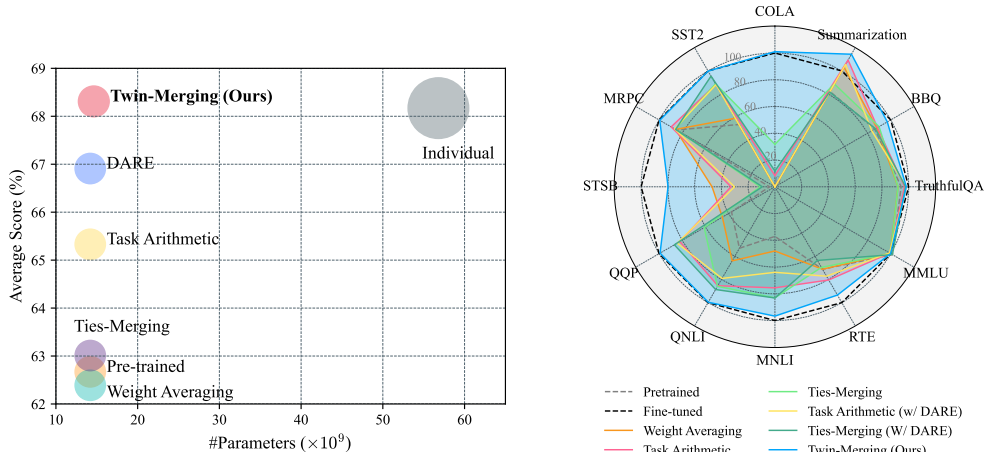 69
68
67
66
65
64
63
62
10
20
30
40
50
60
Average Score (%)
#Parameters (×10⁹)
Twin-Merging (Ours)
DARE
Task Arithmetic
Ties-Merging
Pre-trained
Weight Averaging
Individual
COLA
Summarization
BBQ
TruthfulQA
MMLU
RTE
MNLI
QNLI
QQP
STSB
MRPC
SST2
100
80
60
40
20
Pretrained
Fine-tuned
Weight Averaging
Task Arithmetic
Ties-Merging
Task Arithmetic (w/ DARE)
Ties-Merging (W/ DARE)
Twin-Merging (Ours)